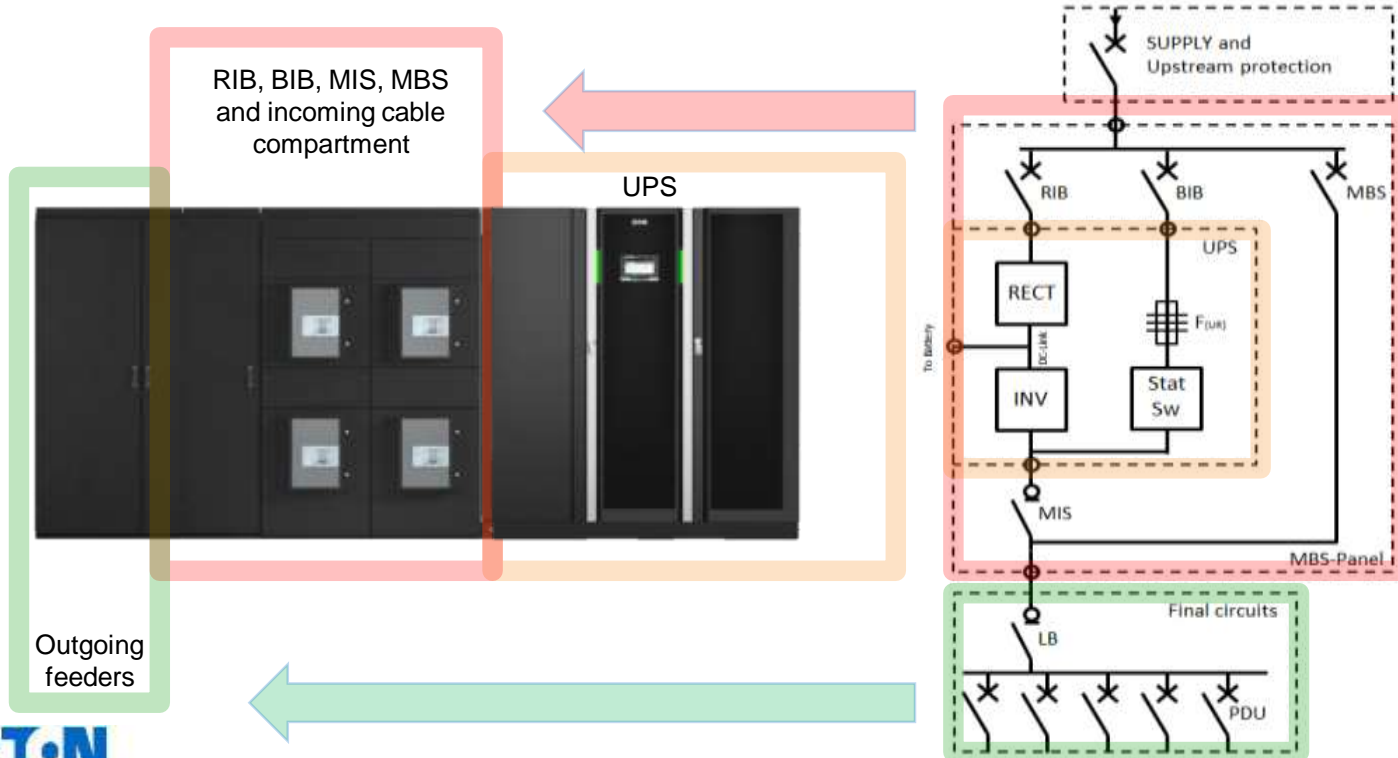 RIB, BIB, MIS, MBS
and incoming cable
compartment
UPS
Outgoing
feeders
SUPPLY and
Upstream protection
RIB
BIB
MBS
UPS
RECT
F(UR)
To Battery
DC-Link
INV
Stat
Sw
MIS
MBS-Panel
Final circuits
LB
PDU